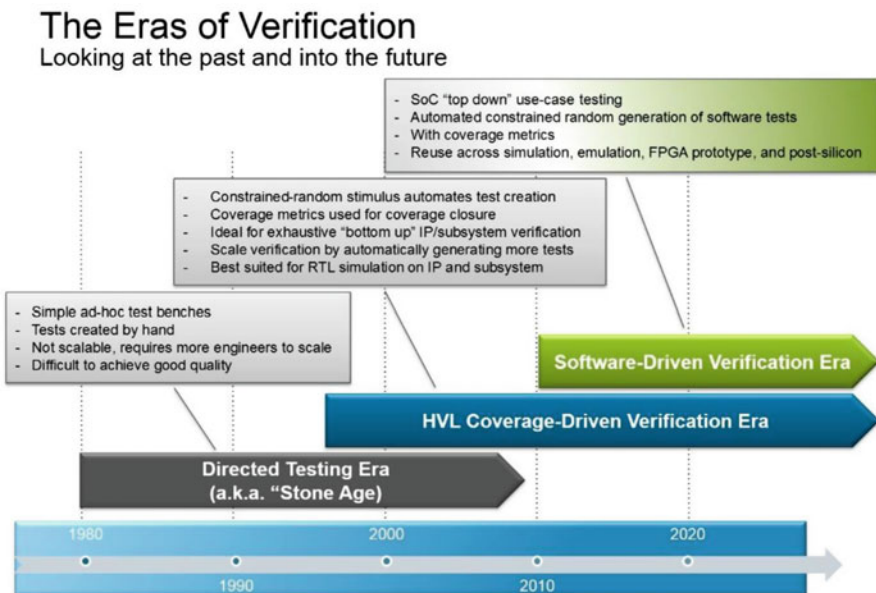 The Eras of Verification
Looking at the past and into the future
- SoC “top down” use-case testing
- Automated constrained random generation of software tests
- With coverage metrics
- Reuse across simulation, emulation, FPGA prototype, and post-silicon
- Constrained-random stimulus automates test creation
- Coverage metrics used for coverage closure
- Ideal for exhaustive “bottom up” IP/subsystem verification
- Scale verification by automatically generating more tests
- Best suited for RTL simulation on IP and subsystem
- Simple ad-hoc test benches
- Tests created by hand
- Not scalable, requires more engineers to scale
- Difficult to achieve good quality
Software-Driven Verification Era
HVL Coverage-Driven Verification Era
Directed Testing Era
(a.k.a. “Stone Age)
1980
2000
2020
1990
2010